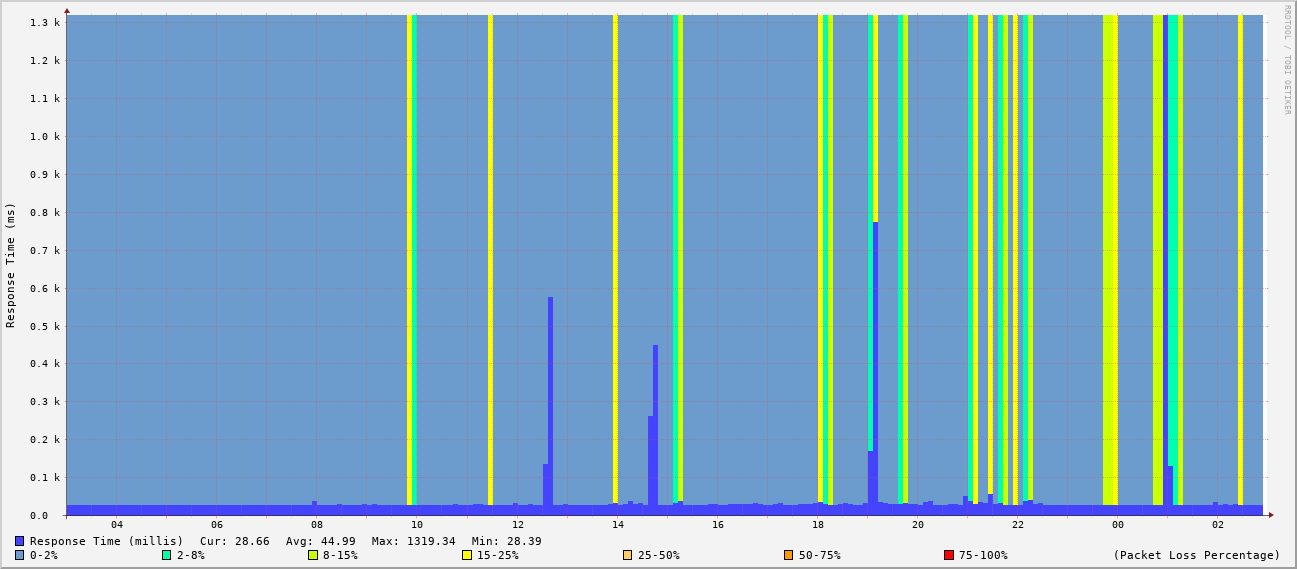 RRDTOOL / TOBI OETIKER
Response Time (ms)
1.3 k
1.2 k
1.1 k
1.0 k
0.9 k
0.8 k
0.7 k
0.6 k
0.5 k
0.4 k
0.3 k
0.2 k
0.1 k
0.0
04 06 08 10 12 14 16 18 20 22 00 02
Response Time (millis) Cur: 28.66 Avg: 44.99 Max: 1319.34 Min: 28.39
0-2% 2-8% 8-15% 15-25% 25-50% 50-75% 75-100% (Packet Loss Percentage)